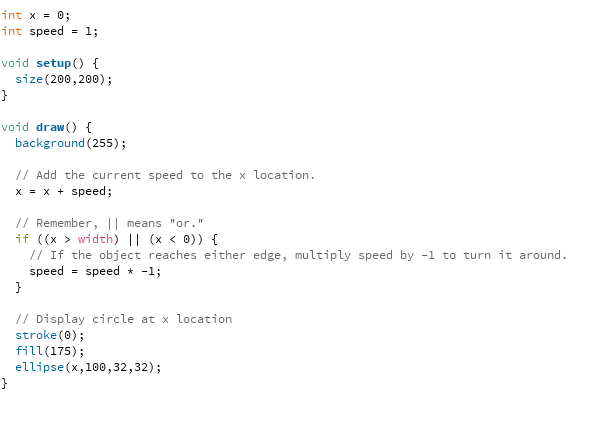 int x = 0;
int speed = 1;

void setup() {
  size(200,200);
}

void draw() {
  background(255);

  // Add the current speed to the x location.
  x = x + speed;

  // Remember, || means "or."
  if ((x > width) || (x < 0)) {
    // If the object reaches either edge, multiply speed by -1 to turn it around.
    speed = speed * -1;
  }

  // Display circle at x location
  stroke(0);
  fill(175);
  ellipse(x,100,32,32);
}